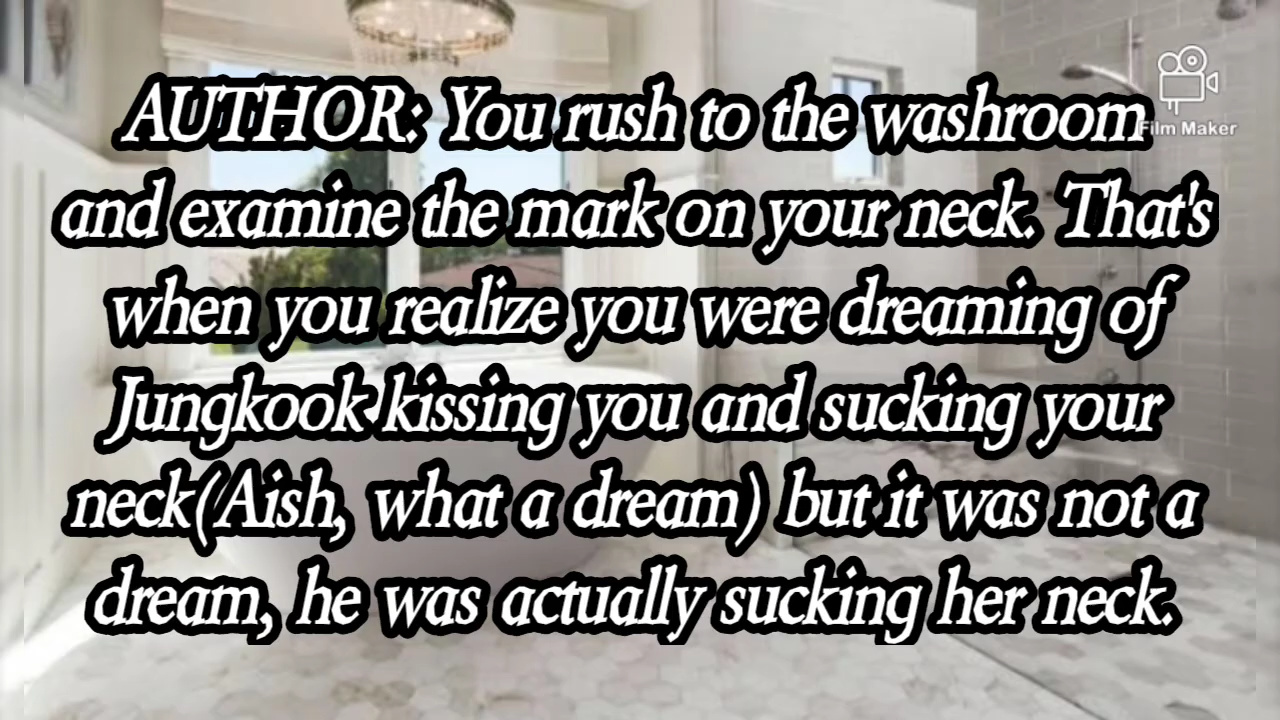 AUTHOR: You rush to the washroom
and examine the mark on your neck. That's
when you realize you were dreaming of
Jungkook kissing you and sucking your
neck(Aish, what a dream) but it was not a
dream, he was actually sucking her neck.
Film Maker